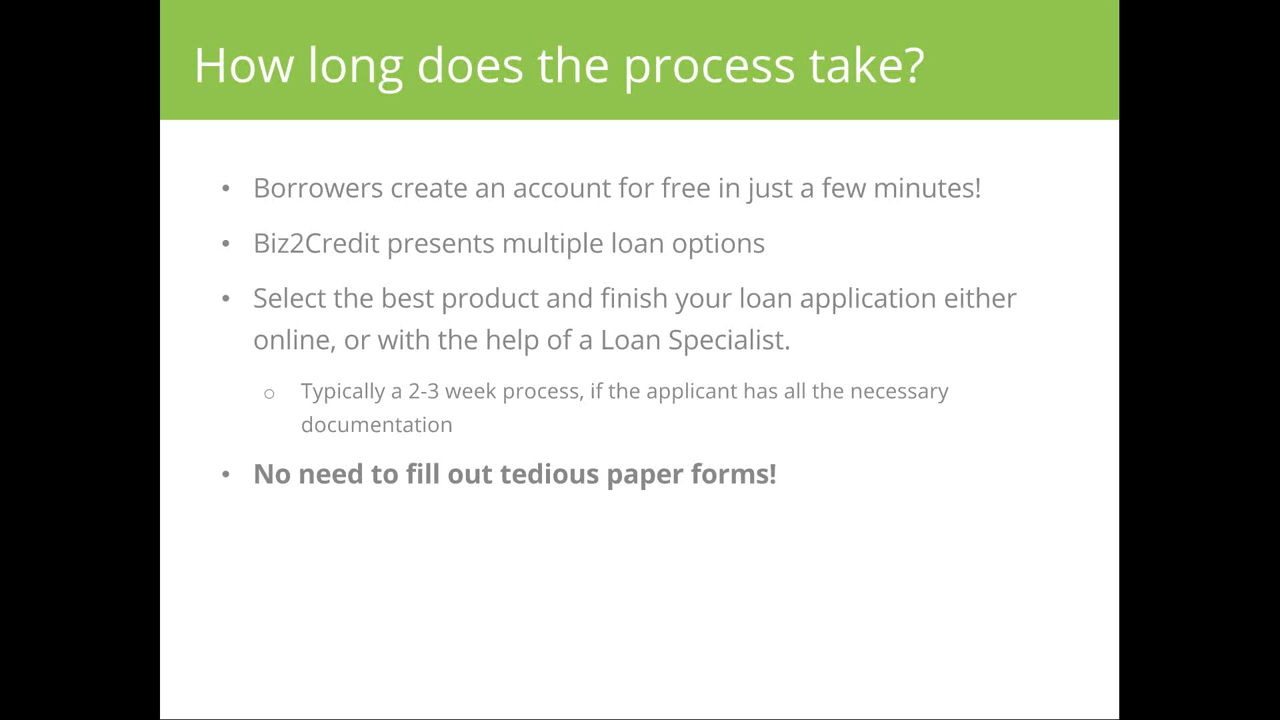 How long does the process take?
• Borrowers create an account for free in just a few minutes!
• Biz2Credit presents multiple loan options
• Select the best product and finish your loan application either
online, or with the help of a Loan Specialist.
o Typically a 2-3 week process, if the applicant has all the necessary
documentation
• No need to fill out tedious paper forms!